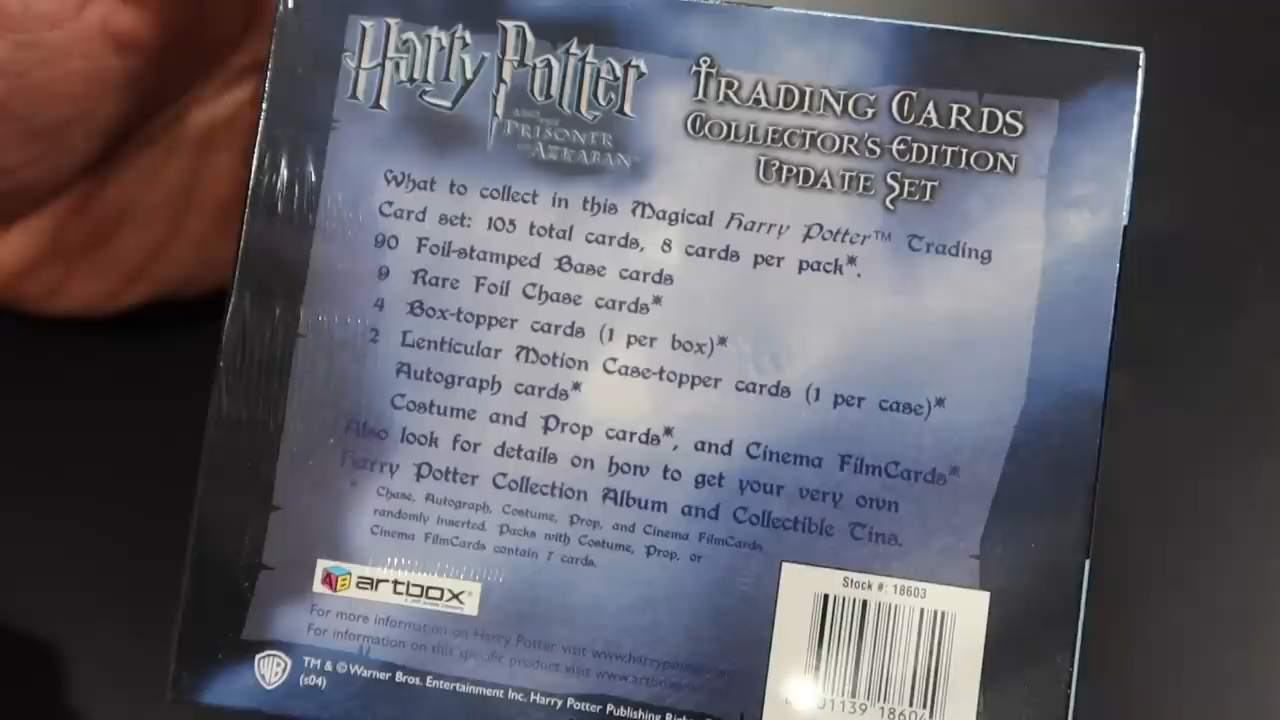 Harry Potter
AND THE
PRISONER
OF AZKABAN™
TRADING CARDS
COLLECTOR'S EDITION
UPDATE SET
What to collect in this Magical Harry Potter™ Trading
Card set: 105 total cards, 8 cards per pack*.
90 Foil-stamped Base cards
9 Rare Foil Chase cards*
4 Box-topper cards (1 per box)*
2 Lenticular Motion Case-topper cards (1 per case)*
Autograph cards*
Costume and Prop cards*, and Cinema FilmCards*
Also look for details on how to get your very own
Harry Potter Collection Album and Collectible Tins.
* Chase, Autograph, Costume, Prop, and Cinema FilmCards
randomly inserted. Packs with Costume, Prop, or
Cinema FilmCards contain 7 cards.
AB artbox®
For more information on Harry Potter visit
For information on this specific product visit
WB
TM & © Warner Bros. Entertainment Inc. Harry Potter Publishing
(s04)
Stock #: 18603
01139 18604